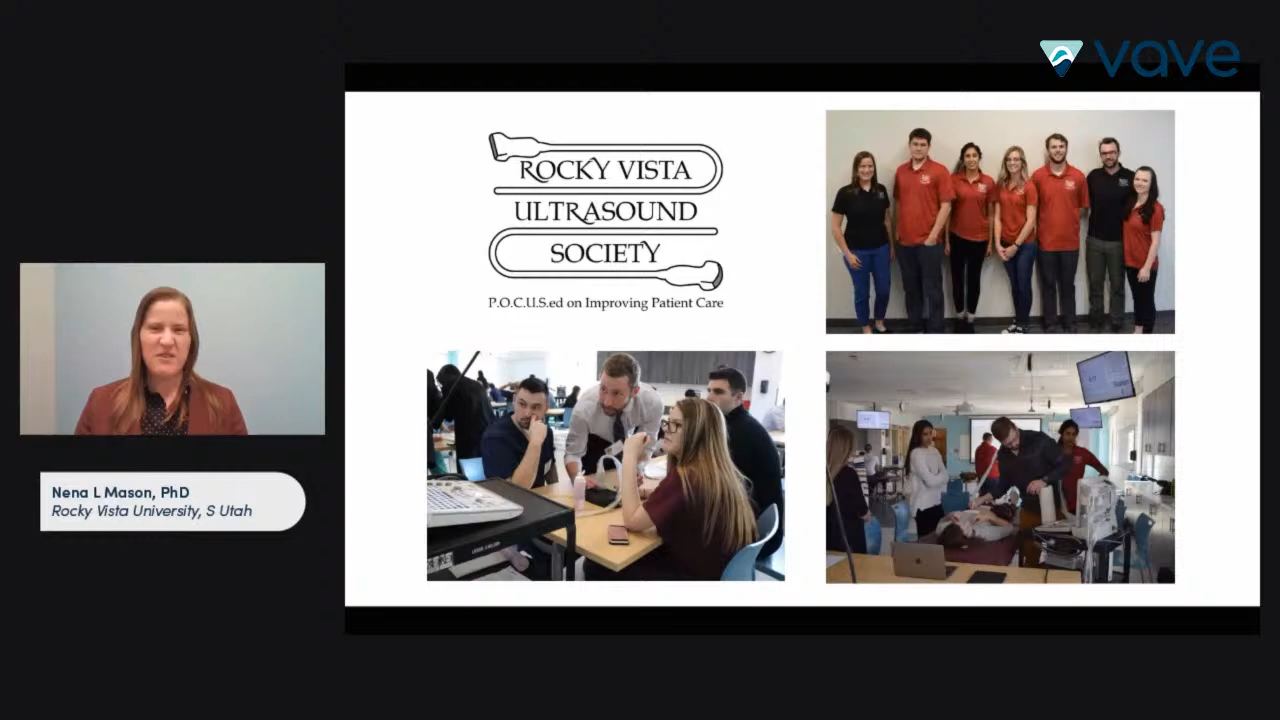 vave
ROCKY VISTA
ULTRASOUND
SOCIETY
P.O.C.U.S.ed on Improving Patient Care
Nena L Mason, PhD
Rocky Vista University, S Utah